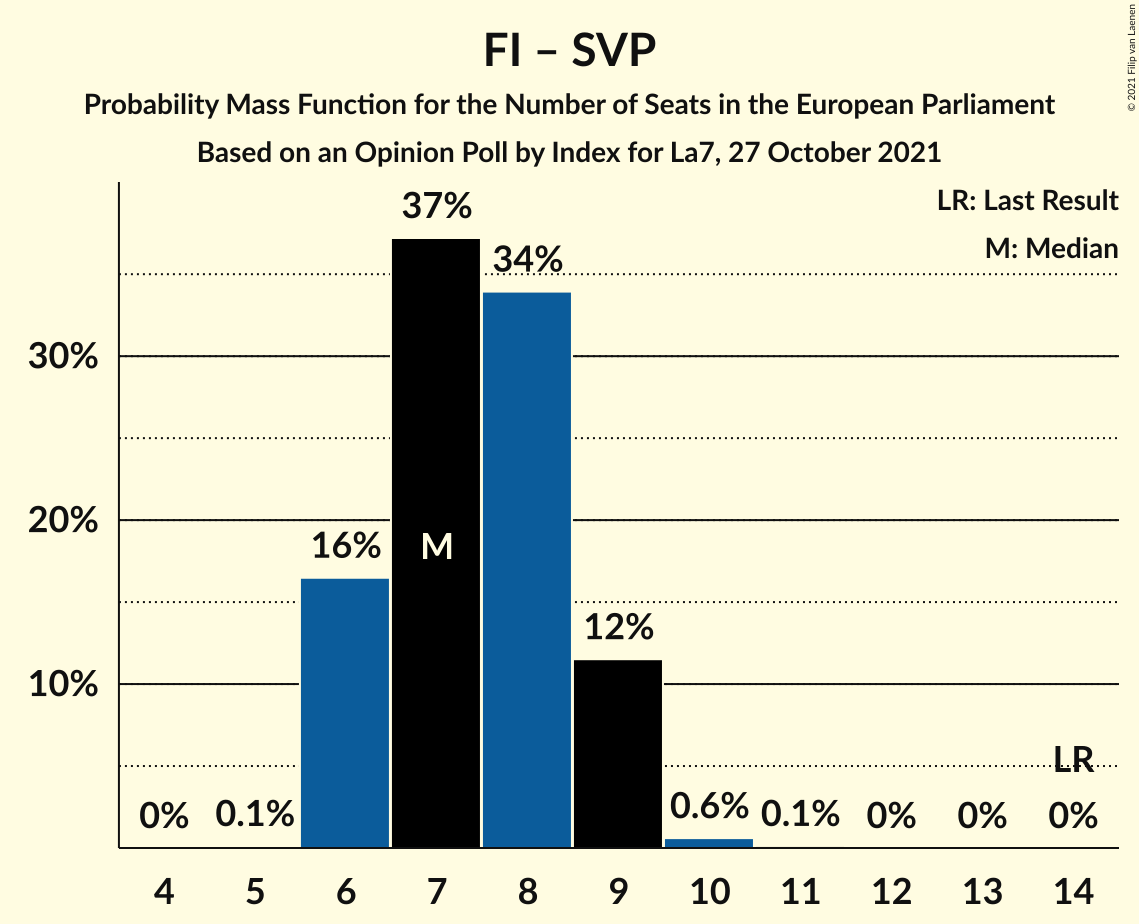 FI – SVP
Probability Mass Function for the Number of Seats in the European Parliament
Based on an Opinion Poll by Index for La7, 27 October 2021
© 2021 Filip van Laenen
LR: Last Result
M: Median
37%
34%
30%
20%
16%
M
12%
10%
LR
0%
0.1%
0.6%
0.1%
0%
0%
0%
4 5 6 7 8 9 10 11 12 13 14